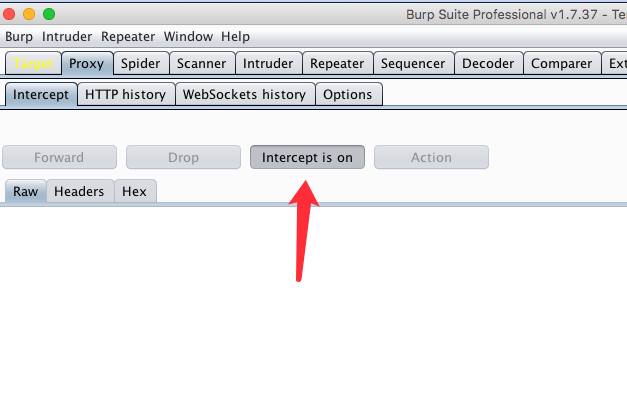 Burp Suite Professional v1.7.37 - Te
Burp Intruder Repeater Window Help
Target Proxy Spider Scanner Intruder Repeater Sequencer Decoder Comparer Ext
Intercept HTTP history WebSockets history Options
Forward Drop Intercept is on Action
Raw Headers Hex